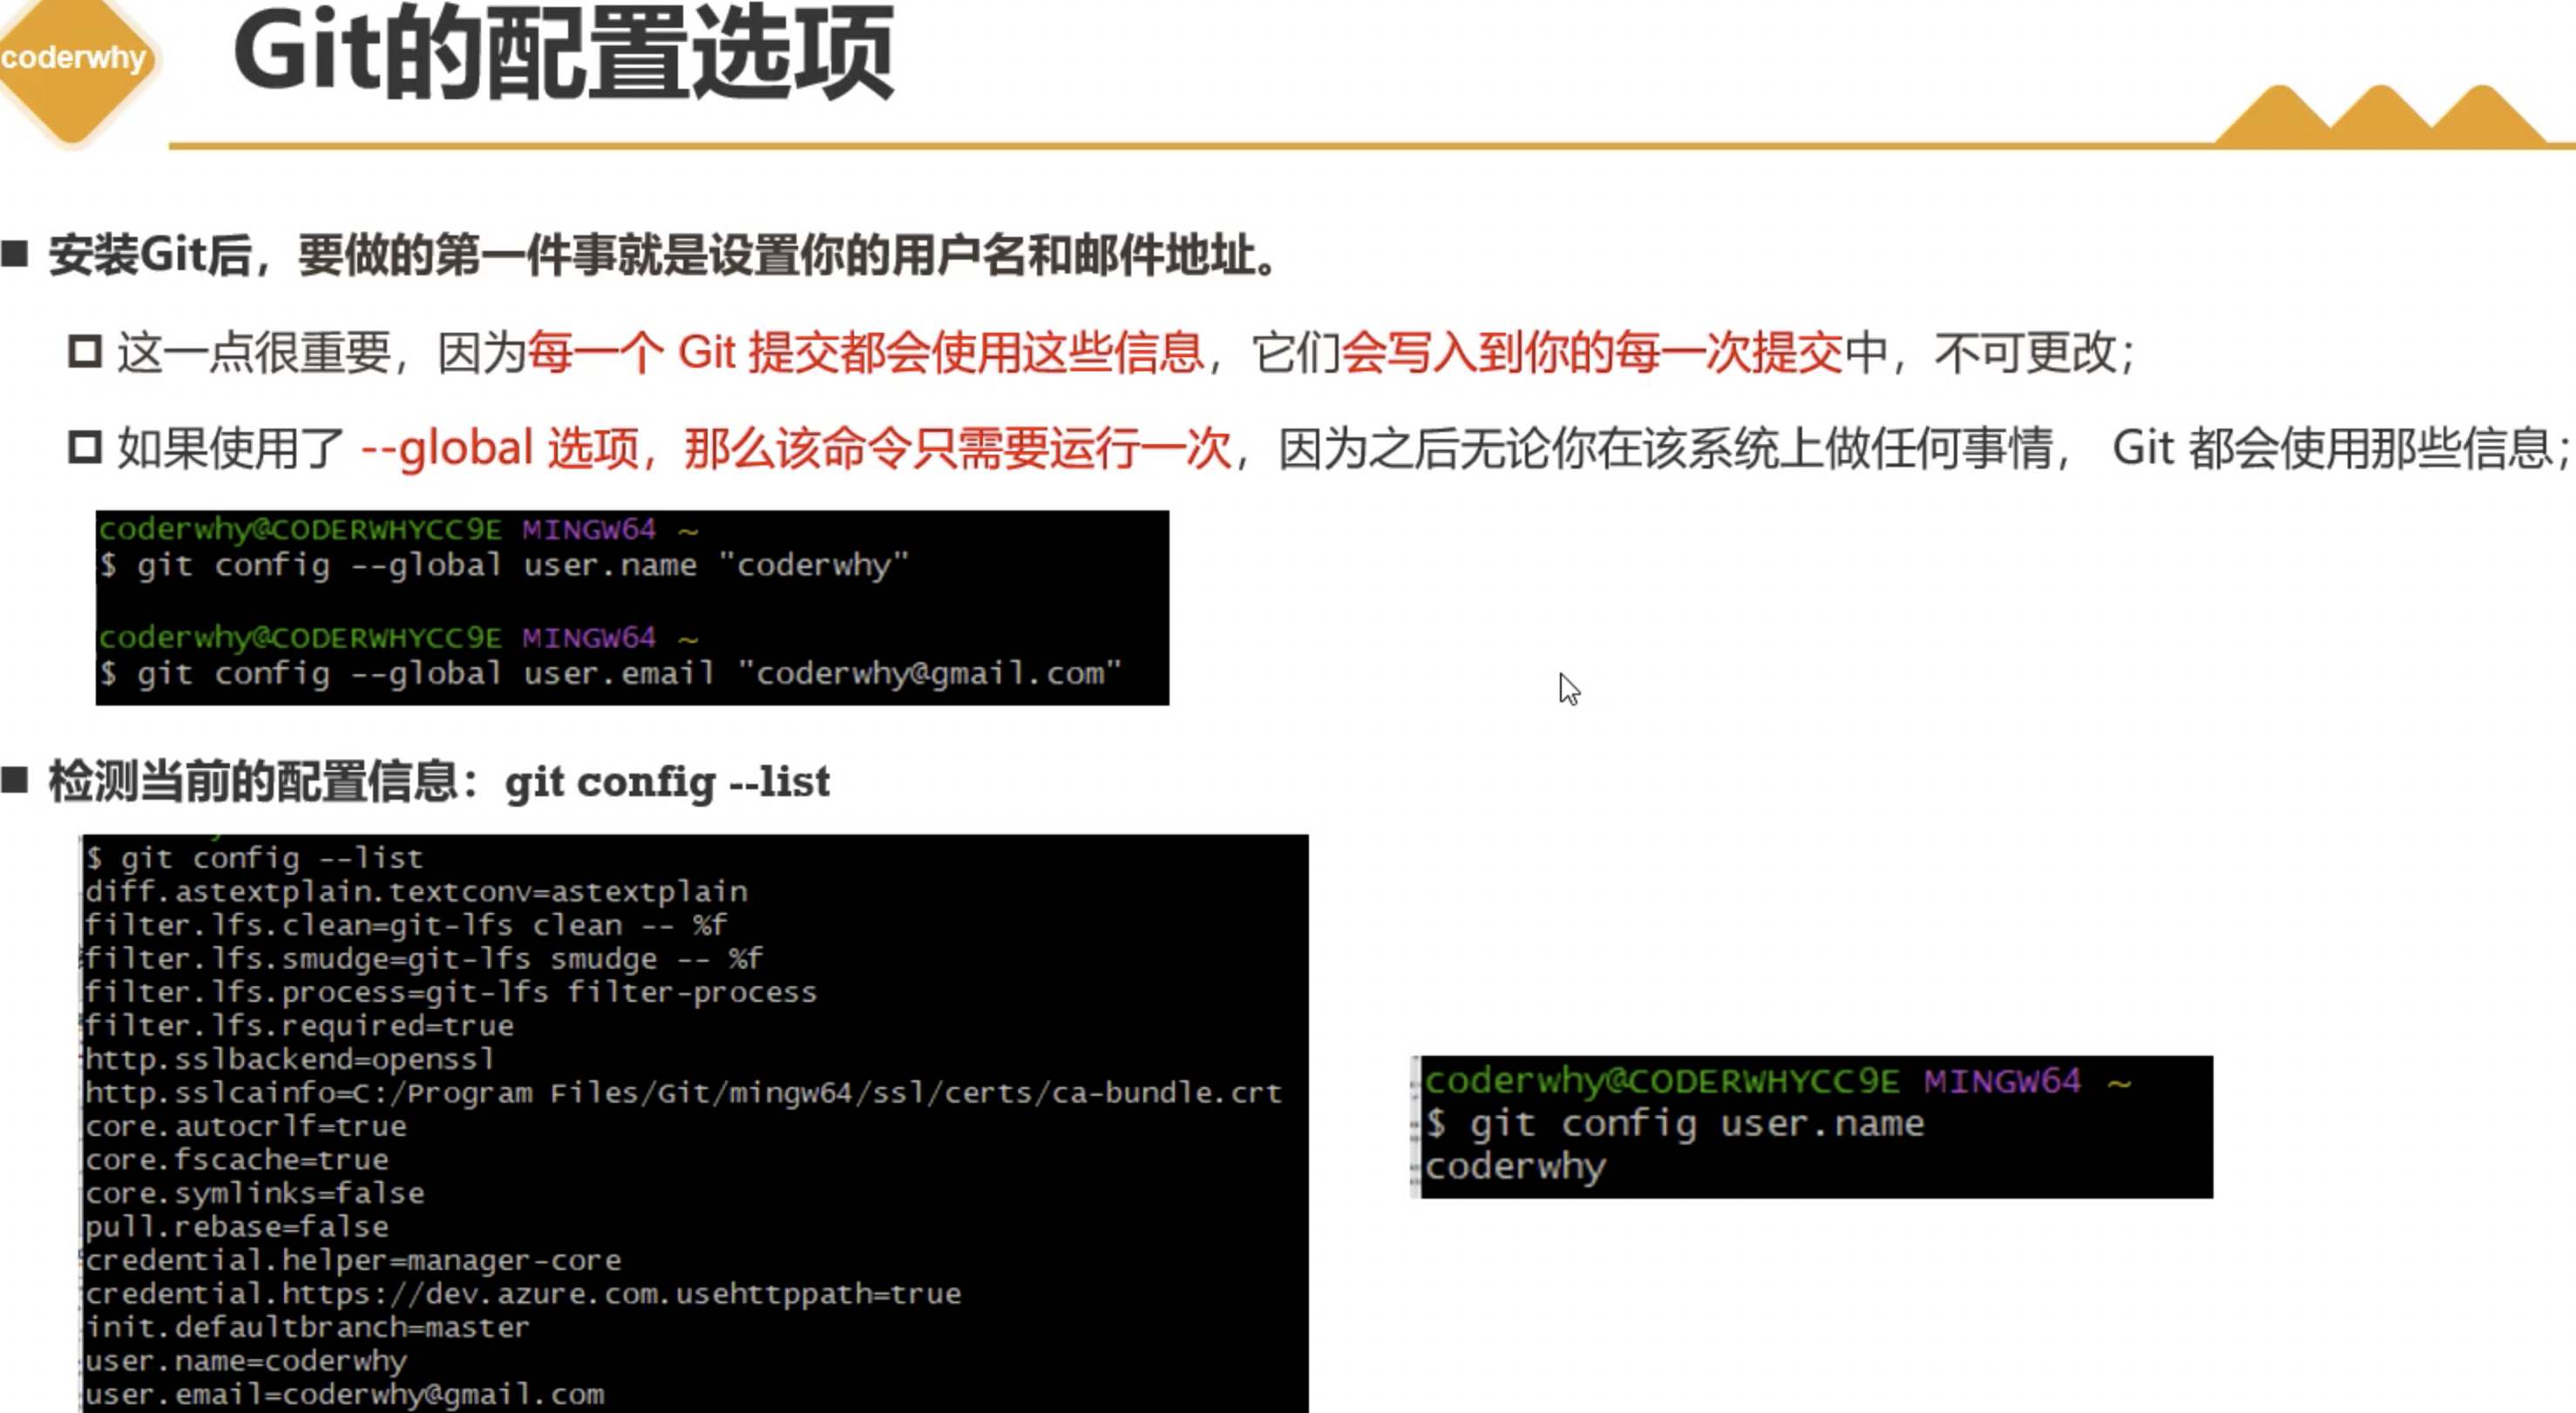 coderwhy
Git的配置选项
安装Git后，要做的第一件事就是设置你的用户名和邮件地址。
这一点很重要，因为每一个 Git 提交都会使用这些信息，它们会写入到你的每一次提交中，不可更改；
如果使用了 --global 选项，那么该命令只需要运行一次，因为之后无论你在该系统上做任何事情， Git 都会使用那些信息；
coderwhy@CODERWHYCC9E MINGW64 ~
$ git config --global user.name "coderwhy"
coderwhy@CODERWHYCC9E MINGW64 ~
$ git config --global user.email "coderwhy@gmail.com"
检测当前的配置信息：git config --list
$ git config --list
diff.astextplain.textconv=astextplain
filter.lfs.clean=git-lfs clean -- %f
filter.lfs.smudge=git-lfs smudge -- %f
filter.lfs.process=git-lfs filter-process
filter.lfs.required=true
http.sslbackend=openssl
http.sslcainfo=C:/Program Files/Git/mingw64/ssl/certs/ca-bundle.crt
core.autocrlf=true
core.fscache=true
core.symlinks=false
pull.rebase=false
credential.helper=manager-core
credential.https://dev.azure.com.usehttppath=true
init.defaultbranch=master
user.name=coderwhy
user.email=coderwhy@gmail.com
coderwhy@CODERWHYCC9E MINGW64 ~
$ git config user.name
coderwhy